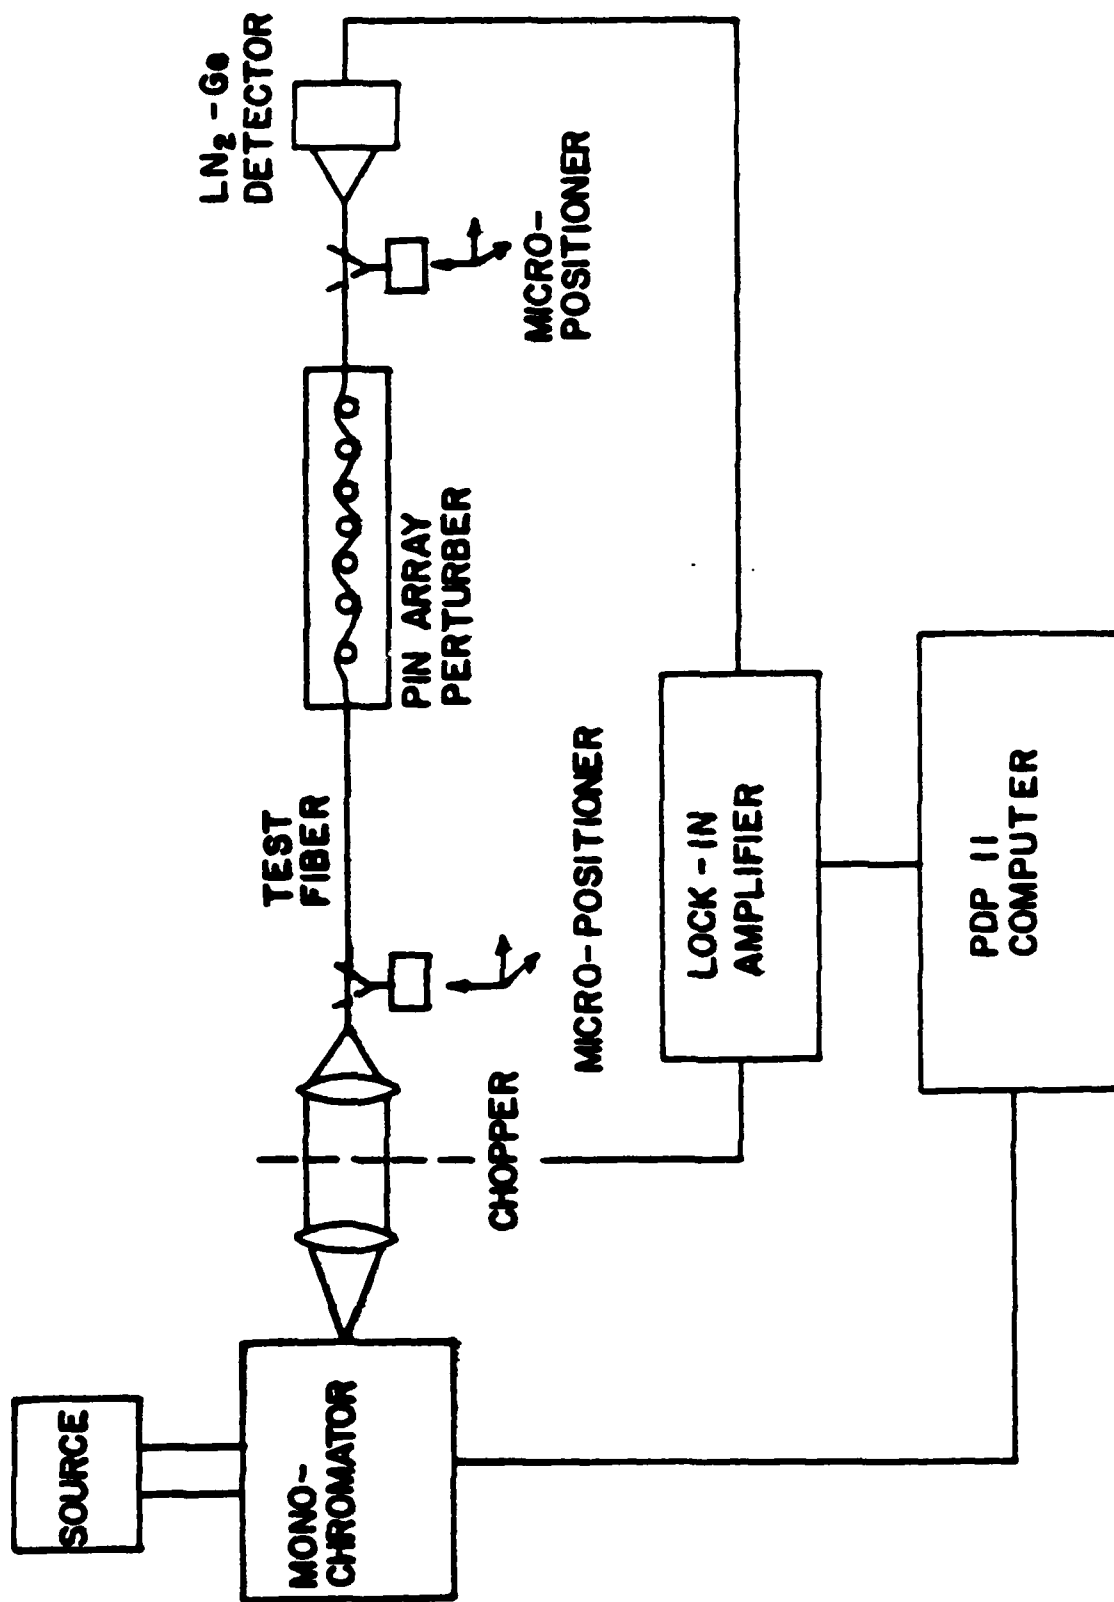 SOURCE
MONO-
CHROMATOR
CHOPPER
MICRO-POSITIONER
TEST
FIBER
PIN ARRAY
PERTURBER
MICRO-
POSITIONER
LN₂-Ge
DETECTOR
LOCK-IN
AMPLIFIER
PDP 11
COMPUTER